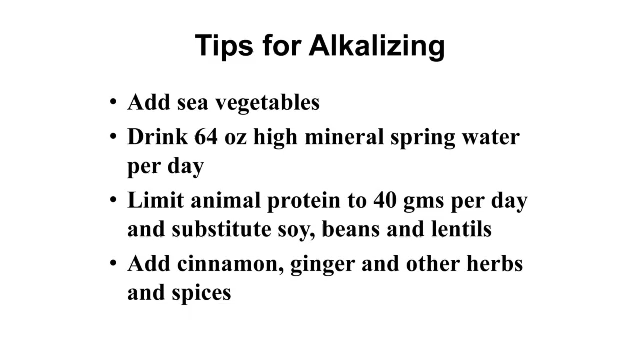 Tips for Alkalizing
• Add sea vegetables
• Drink 64 oz high mineral spring water
per day
• Limit animal protein to 40 gms per day
and substitute soy, beans and lentils
• Add cinnamon, ginger and other herbs
and spices